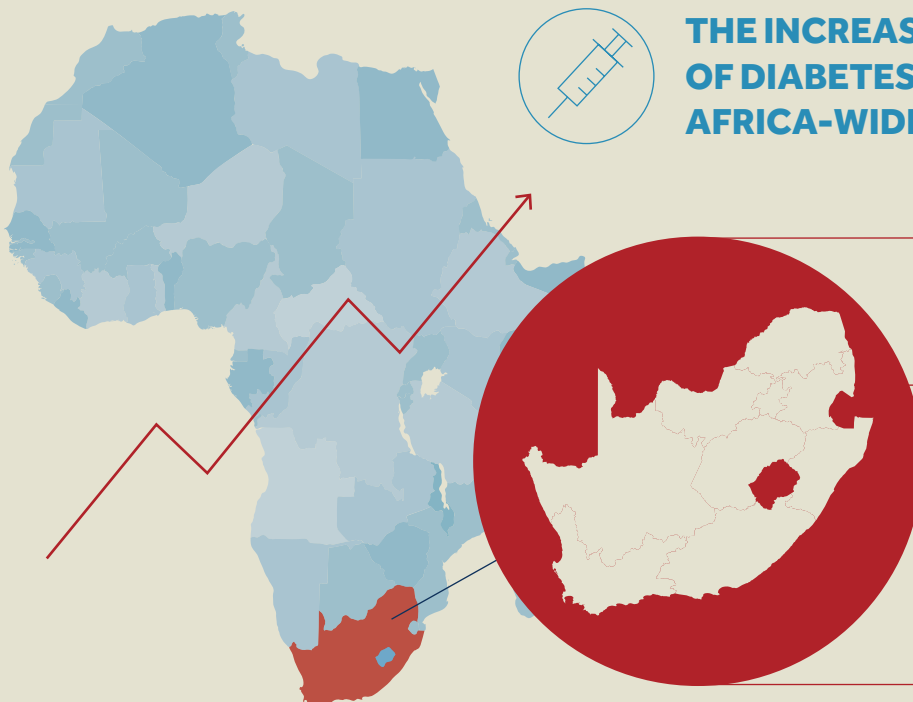 THE INCREAS
OF DIABETES
AFRICA-WID